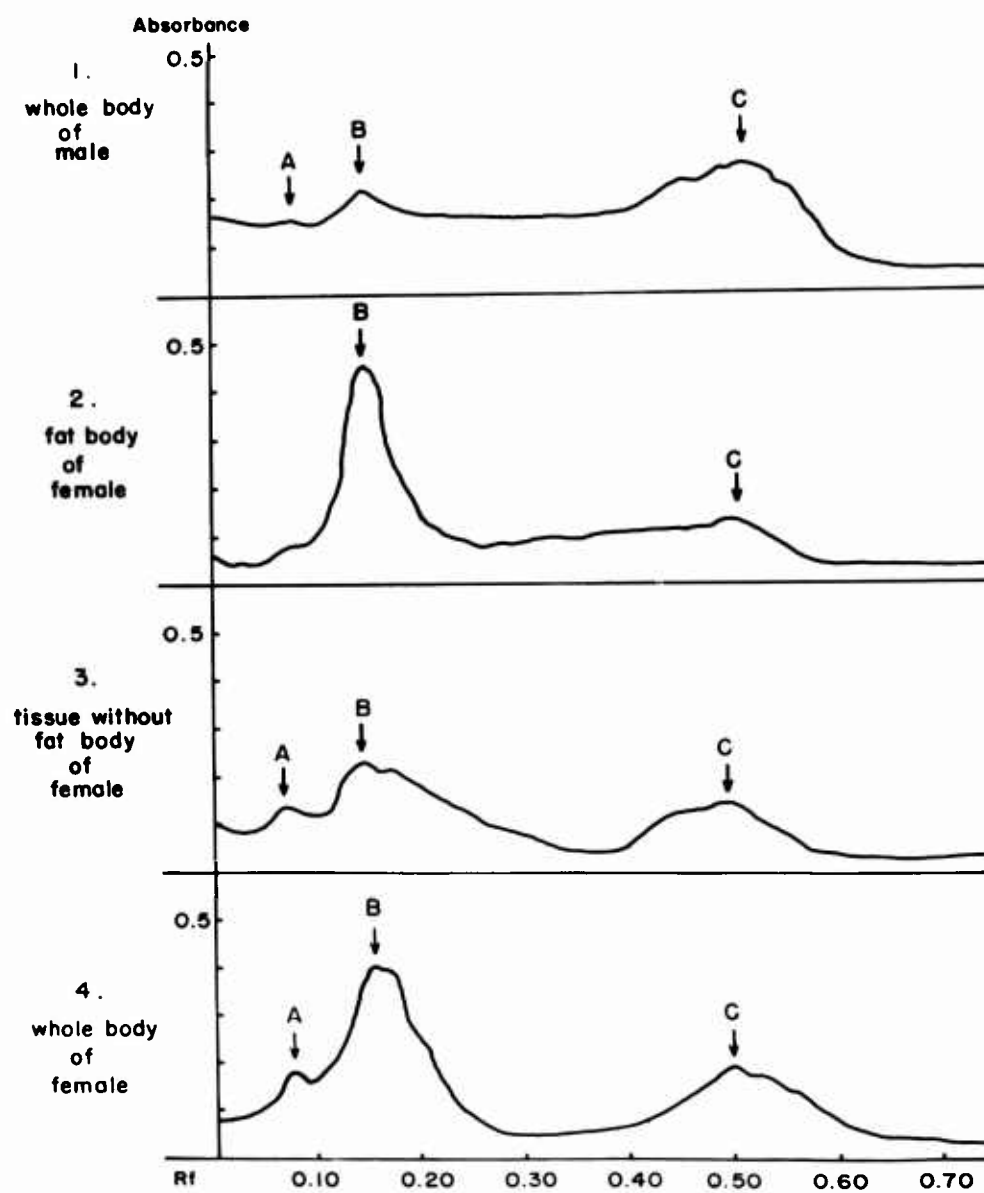 Absorbance
0.5
1.
whole body
of
male
A
B
C
0.5
2.
fat body
of
female
B
C
0.5
3.
tissue without
fat body
of
female
A
B
C
0.5
4.
whole body
of
female
A
B
C
Rf 0.10 0.20 0.30 0.40 0.50 0.60 0.70